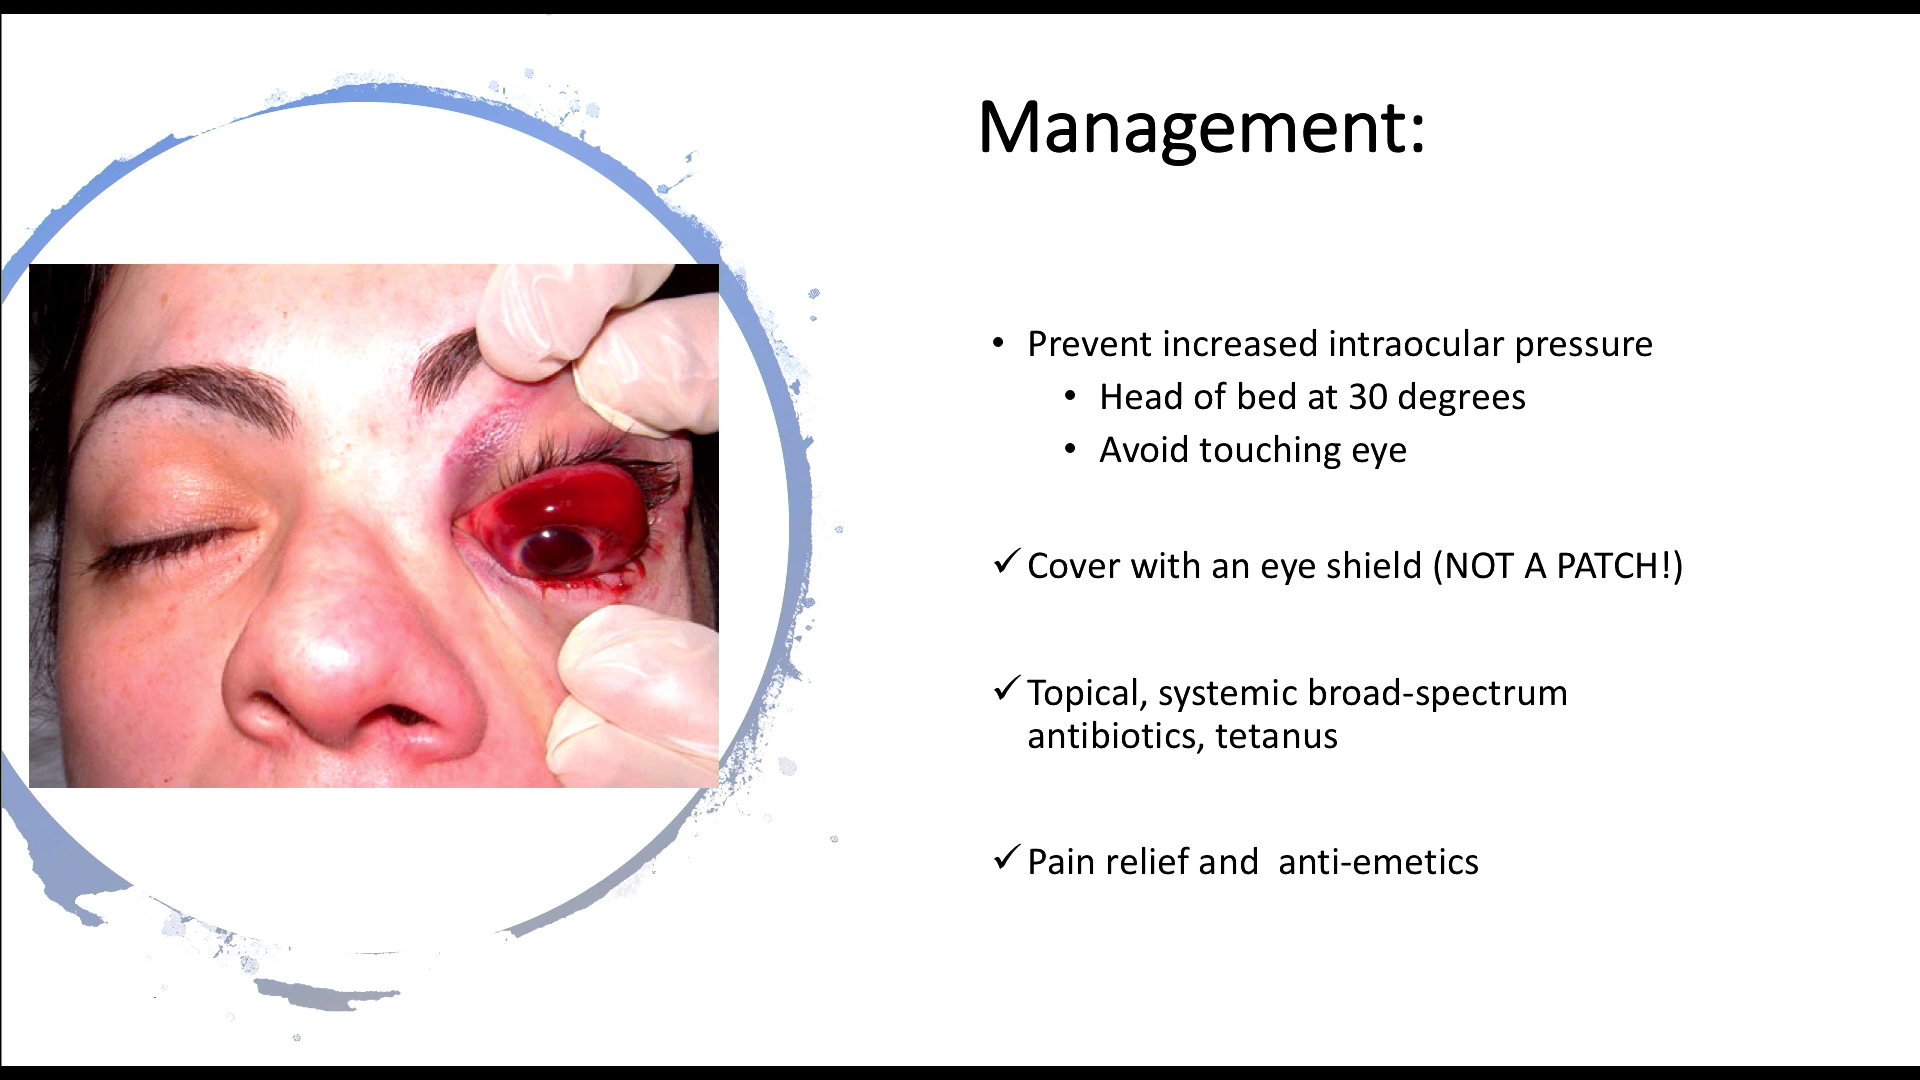 Management:
• Prevent increased intraocular pressure
• Head of bed at 30 degrees
• Avoid touching eye
✓ Cover with an eye shield (NOT A PATCH!)
✓ Topical, systemic broad-spectrum
antibiotics, tetanus
✓ Pain relief and  anti-emetics